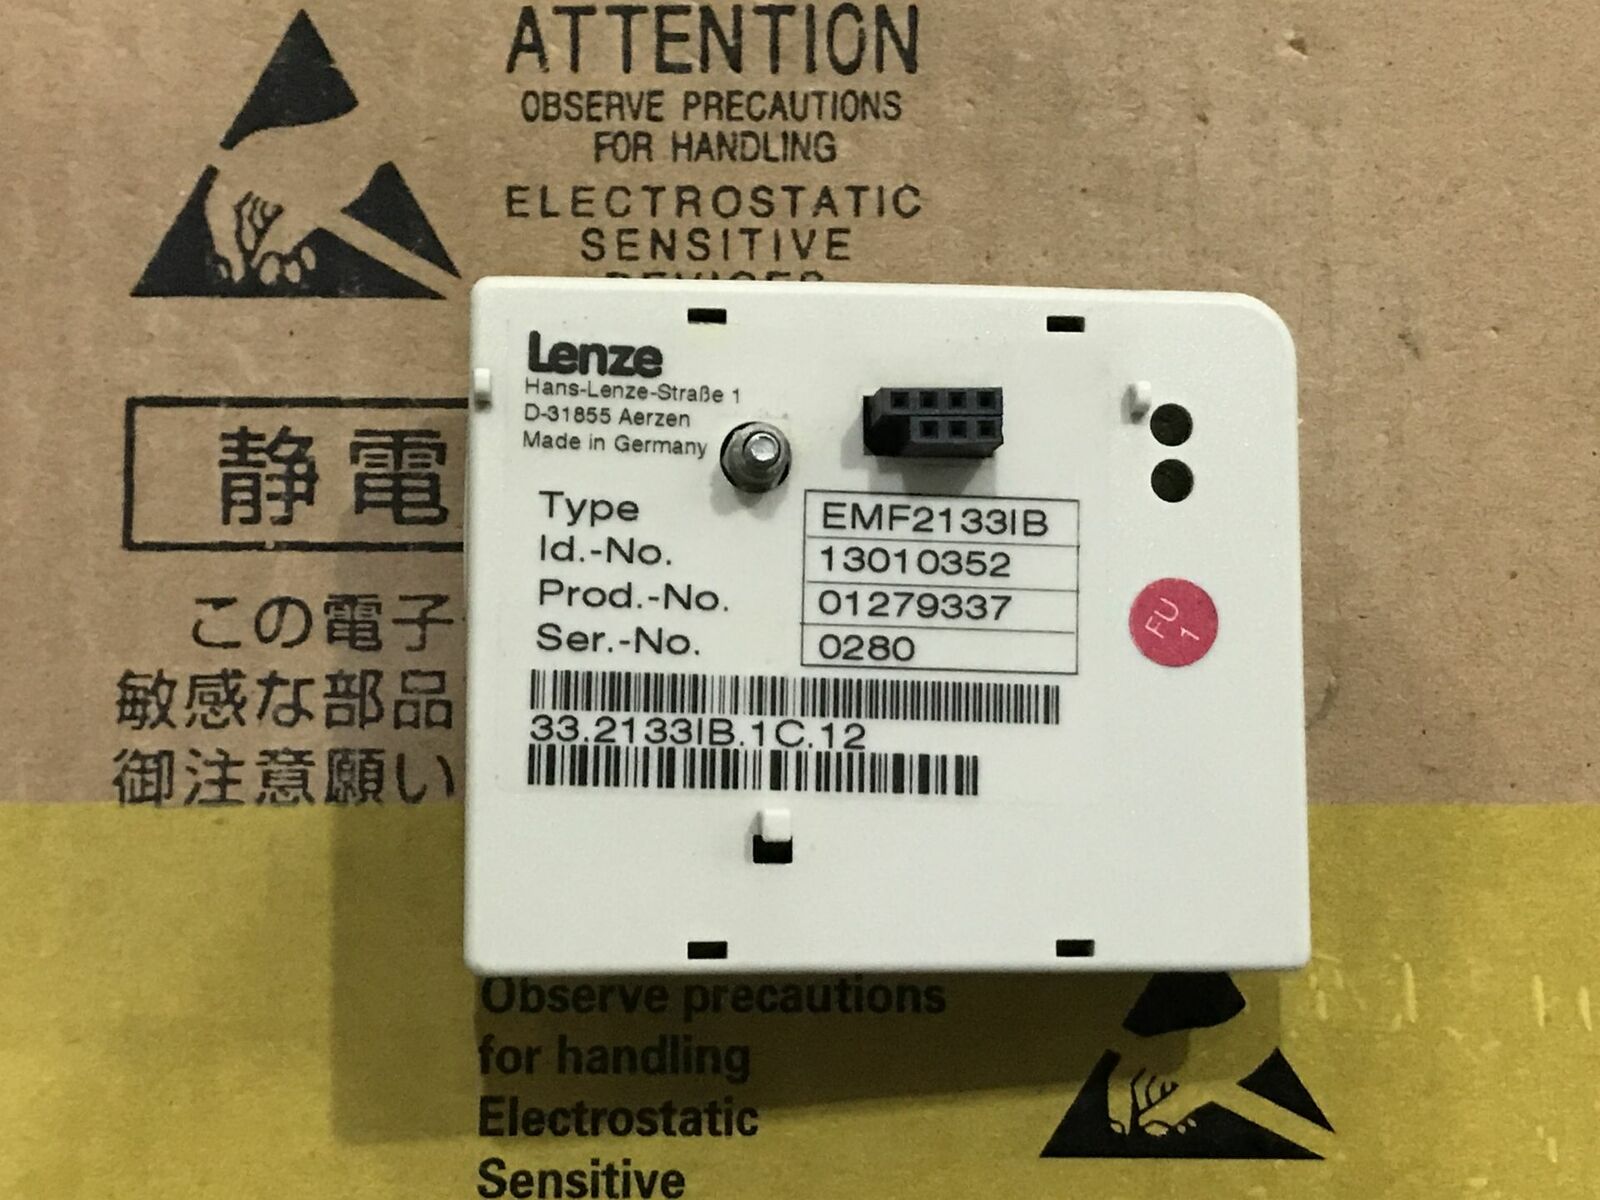 ATTENTION
OBSERVE PRECAUTIONS
FOR HANDLING
ELECTROSTATIC
SENSITIVE
DEVICES
静電
この電子
敏感な部品
御注意願い
Lenze
Hans-Lenze-Straße 1
D-31855 Aerzen
Made in Germany
Type EMF2133IB
Id.-No. 13010352
Prod.-No. 01279337
Ser.-No. 0280
33.2133IB.1C.12
FU
1
Observe precautions
for handling
Electrostatic
Sensitive